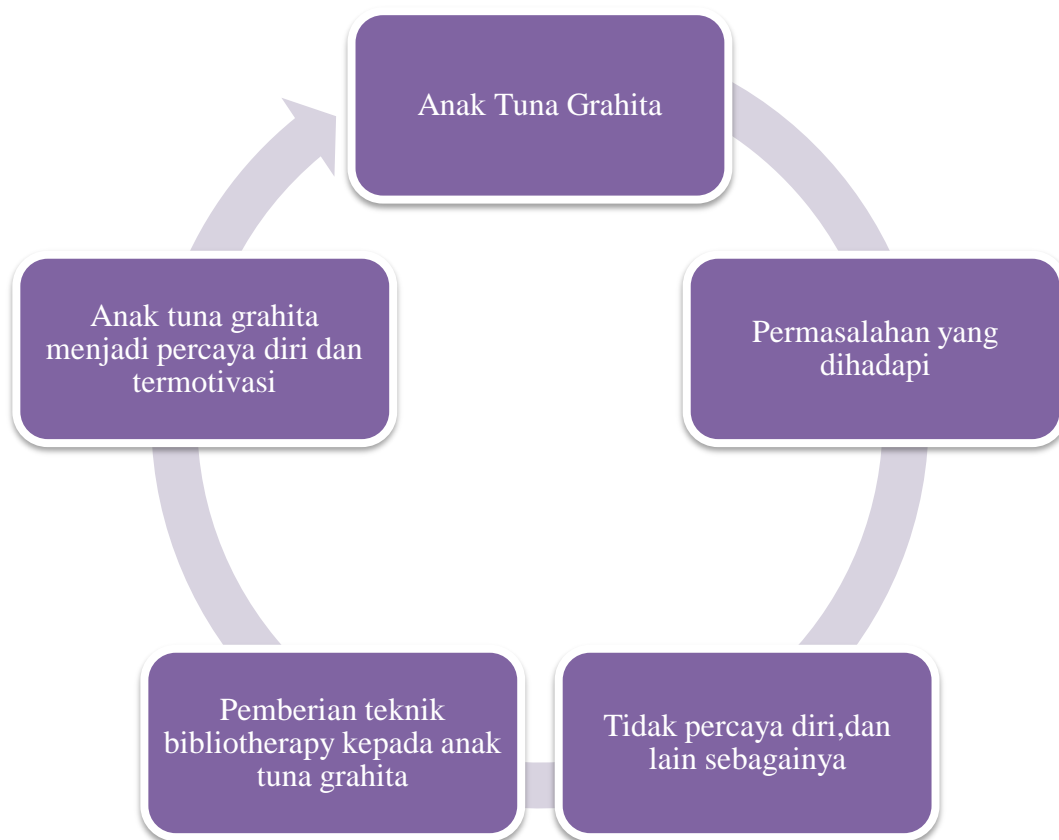 Anak Tuna Grahita
Permasalahan yang
dihadapi
Tidak percaya diri,dan
lain sebagainya
Pemberian teknik
bibliotherapy kepada anak
tuna grahita
Anak tuna grahita
menjadi percaya diri dan
termotivasi